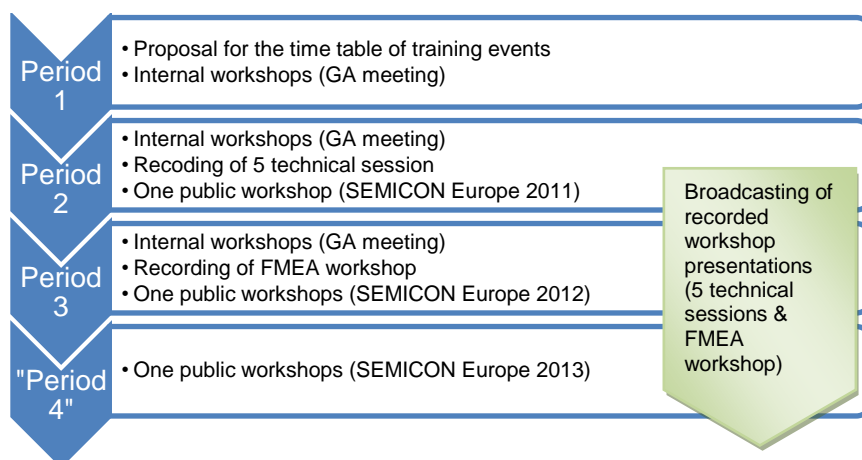 Period
1
• Proposal for the time table of training events
• Internal workshops (GA meeting)
Period
2
• Internal workshops (GA meeting)
• Recoding of 5 technical session
• One public workshop (SEMICON Europe 2011)
Period
3
• Internal workshops (GA meeting)
• Recording of FMEA workshop
• One public workshops (SEMICON Europe 2012)
"Period
4"
• One public workshops (SEMICON Europe 2013)
Broadcasting of
recorded
workshop
presentations
(5 technical
sessions &
FMEA
workshop)